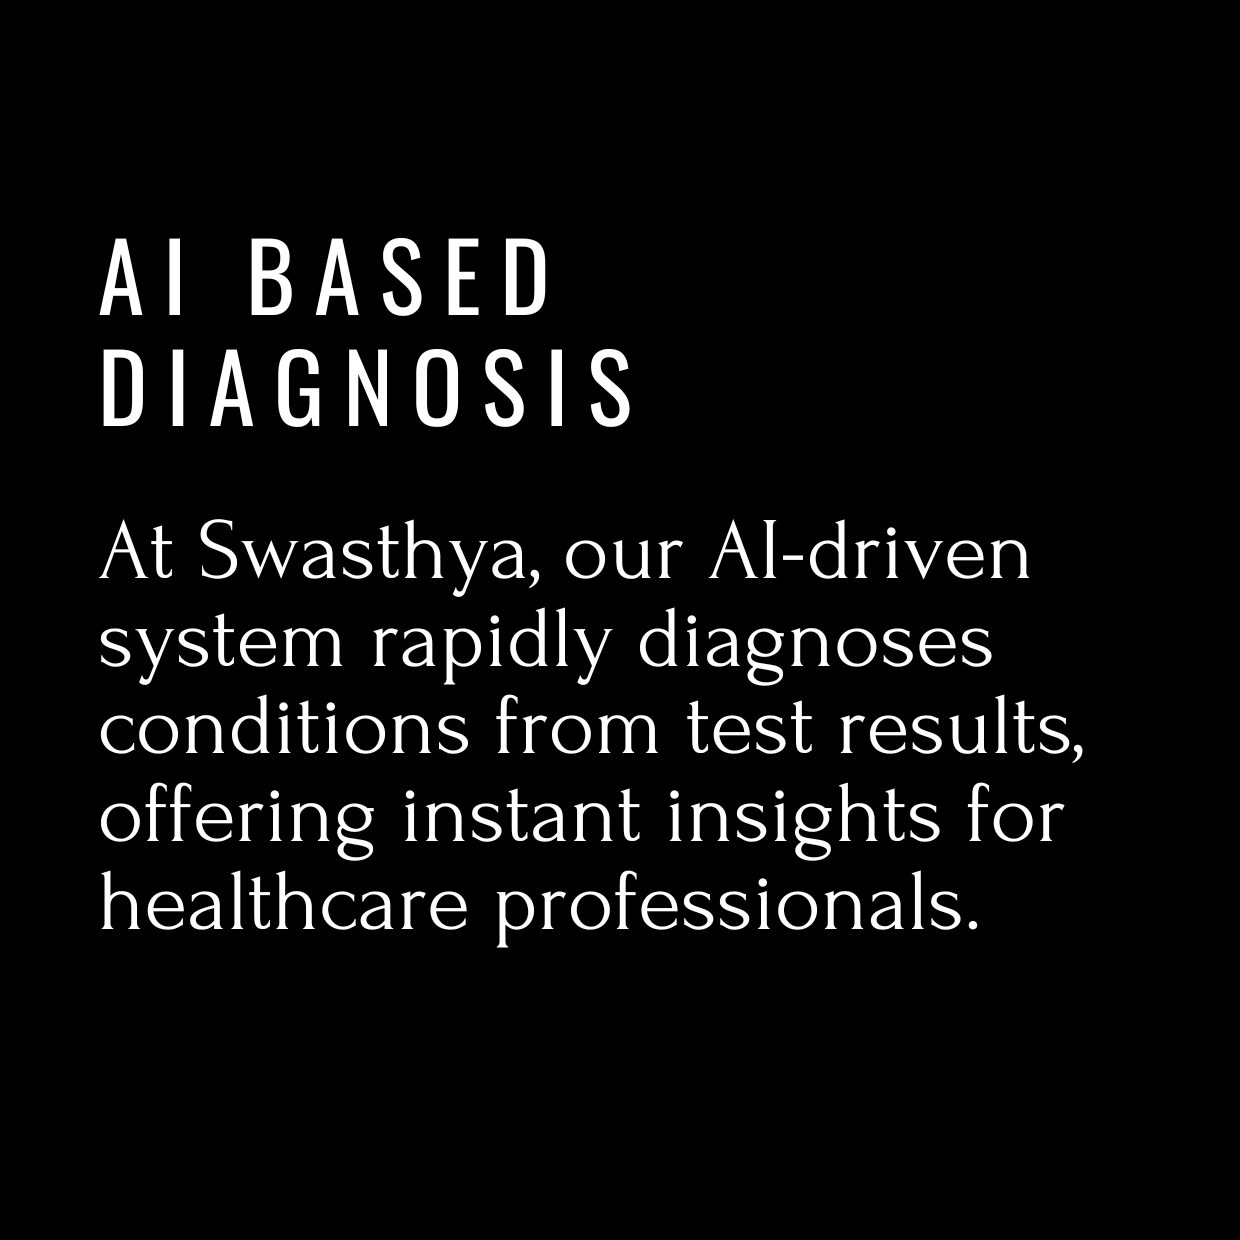 AI BASED
DIAGNOSIS
At Swasthya, our AI-driven
system rapidly diagnoses
conditions from test results,
offering instant insights for
healthcare professionals.